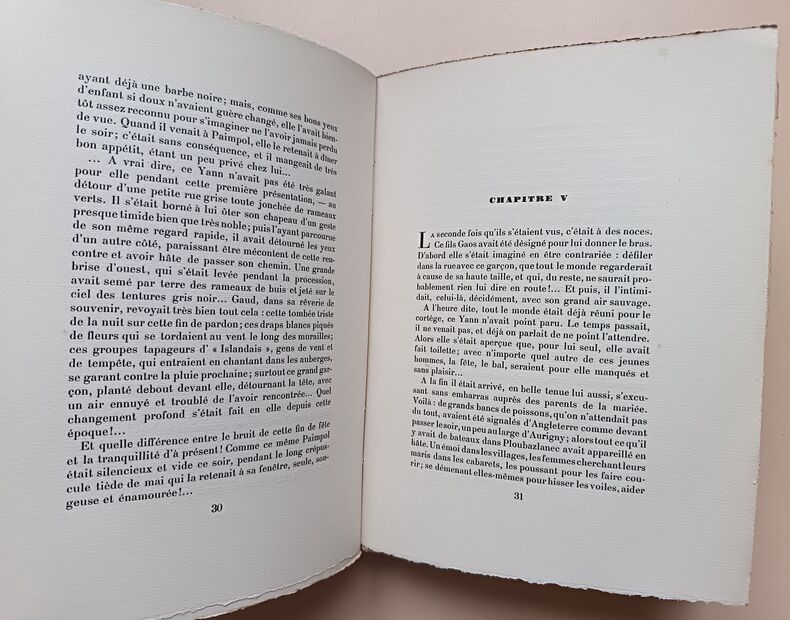 ayant déjà une barbe noire; mais, comme ses bons yeux
d'enfant si doux n'avaient guère changé, elle l'avait bien-
tôt assez reconnu pour s'imaginer ne l'avoir jamais perdu
de vue. Quand il venait à Paimpol, elle le retenait à dîner
le soir; c'était sans conséquence, et il mangeait de très
bon appétit, étant un peu privé chez lui...
... A vrai dire, ce Yann n'avait pas été très galant
pour elle pendant cette première présentation, — au
détour d'une petite rue grise toute jonchée de rameaux
verts. Il s'était borné à lui ôter son chapeau d'un geste
presque timide bien que très noble; puis l'ayant parcourue
de son même regard rapide, il avait détourné les yeux
d'un autre côté, paraissant être mécontent de cette ren-
contre et avoir hâte de passer son chemin. Une grande
brise d'ouest, qui s'était levée pendant la procession,
avait semé par terre des rameaux de buis et jeté sur le
ciel des tentures gris noir... Gaud, dans sa rêverie de
souvenir, revoyait très bien tout cela : cette tombée triste
de la nuit sur cette fin de pardon; ces draps blancs piqués
de fleurs qui se tordaient au vent le long des murailles;
ces groupes tapageurs d' « Islandais », gens de vent et
de tempête, qui entraient en chantant dans les auberges,
se garant contre la pluie prochaine; surtout ce grand gar-
çon, planté debout devant elle, détournant la tête, avec
un air ennuyé et troublé de l'avoir rencontrée... Quel
changement profond s'était fait en elle depuis cette
époque!...
Et quelle différence entre le bruit de cette fin de fête
et la tranquillité d'à présent! Comme ce même Paimpol
était silencieux et vide ce soir, pendant le long crépus-
cule tiède de mai qui la retenait à sa fenêtre, seule, son-
geuse et énamourée!...
30
CHAPITRE V
LA seconde fois qu'ils s'étaient vus, c'était à des noces.
Ce fils Gaos avait été désigné pour lui donner le bras.
D'abord elle s'était imaginé en être contrariée : défiler
dans la rue avec ce garçon, que tout le monde regarderait
à cause de sa haute taille, et qui, du reste, ne saurait pro-
bablement rien lui dire en route!... Et puis, il l'intimi-
dait, celui-là, décidément, avec son grand air sauvage.
A l'heure dite, tout le monde était déjà réuni pour le
cortège, ce Yann n'avait point paru. Le temps passait,
il ne venait pas, et déjà on parlait de ne point l'attendre.
Alors elle s'était aperçue que, pour lui seul, elle avait
fait toilette; avec n'importe quel autre de ces jeunes
hommes, la fête, le bal, seraient pour elle manqués et
sans plaisir...
A la fin il était arrivé, en belle tenue lui aussi, s'excu-
sant sans embarras auprès des parents de la mariée.
Voilà : de grands bancs de poissons, qu'on n'attendait pas
du tout, avaient été signalés d'Angleterre comme devant
passer le soir, un peu au large d'Aurigny; alors tout ce qu'il
y avait de bateaux dans Ploubazlanec avait appareillé en
hâte. Un émoi dans les villages, les femmes cherchant leurs
maris dans les cabarets, les poussant pour les faire cou-
rir; se démenant elles-mêmes pour hisser les voiles, aider
31